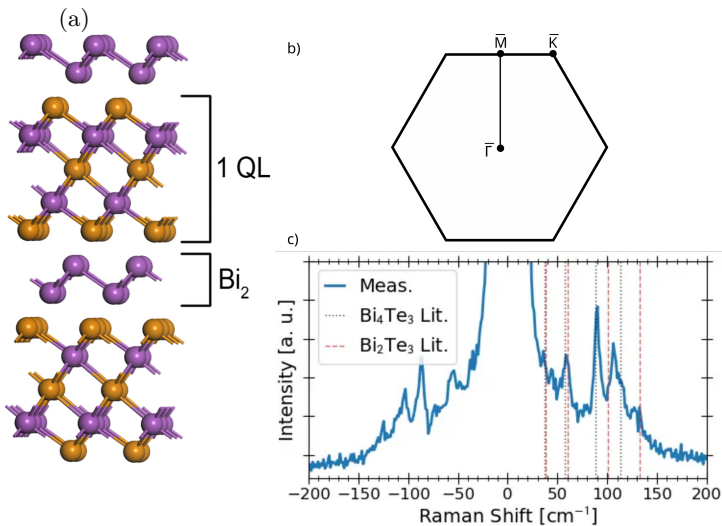 (a)
1 QL
Bi₂
b)
M̅ K̅
Γ̅
c)
Intensity [a. u.]
Meas.
Bi₄Te₃ Lit.
Bi₂Te₃ Lit.
−200 −150 −100 −50 0 50 100 150 200
Raman Shift [cm⁻¹]